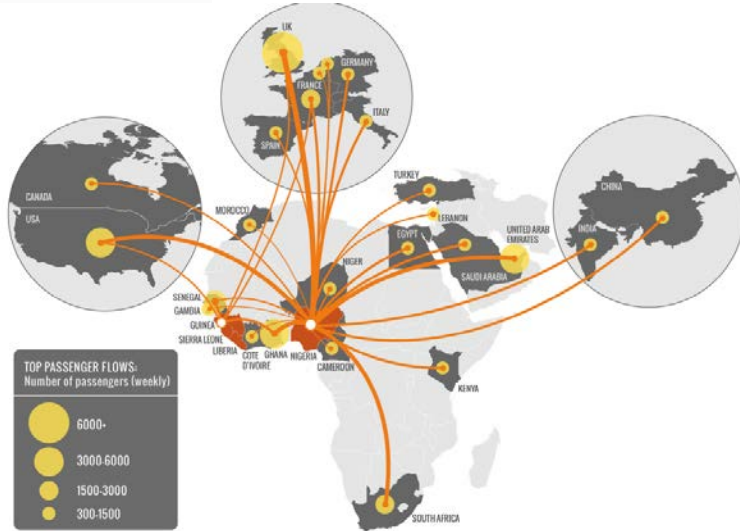 UK
GERMANY
FRANCE
ITALY
SPAIN
CANADA
USA
CHINA
INDIA
TURKEY
LEBANON
MOROCCO
EGYPT
UNITED ARAB
EMIRATES
SAUDI ARABIA
NIGER
SENEGAL
GAMBIA
GUINEA
SIERRA LEONE
LIBERIA
COTE
D'IVOIRE
GHANA
NIGERIA
CAMEROON
KENYA
SOUTH AFRICA
TOP PASSENGER FLOWS:
Number of passengers (weekly)
6000+
3000-6000
1500-3000
300-1500